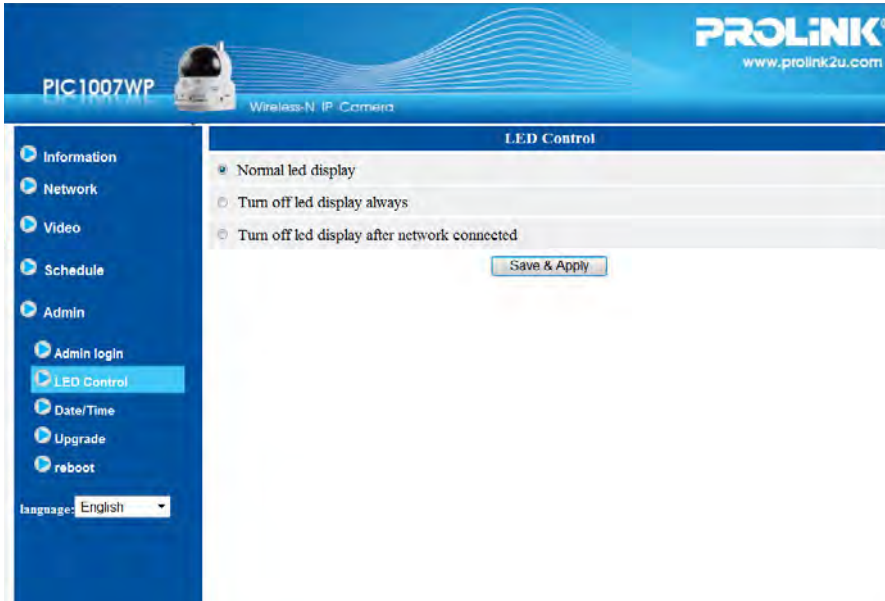 PROLiNK®
www.prolink2u.com
PIC1007WP
Wireless-N IP Camera
LED Control
Information
Network
Video
Schedule
Admin
Admin login
LED Control
Date/Time
Upgrade
reboot
language: English
Normal led display
Turn off led display always
Turn off led display after network connected
Save & Apply